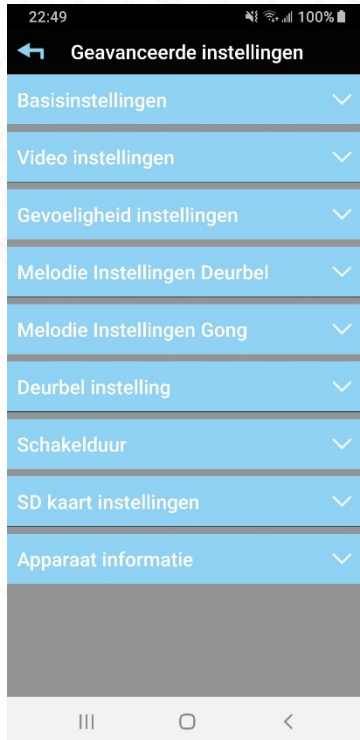 22:49 100%
Geavanceerde instellingen
Basisinstellingen
Video instellingen
Gevoeligheid instellingen
Melodie Instellingen Deurbel
Melodie Instellingen Gong
Deurbel instelling
Schakelduur
SD kaart instellingen
Apparaat informatie